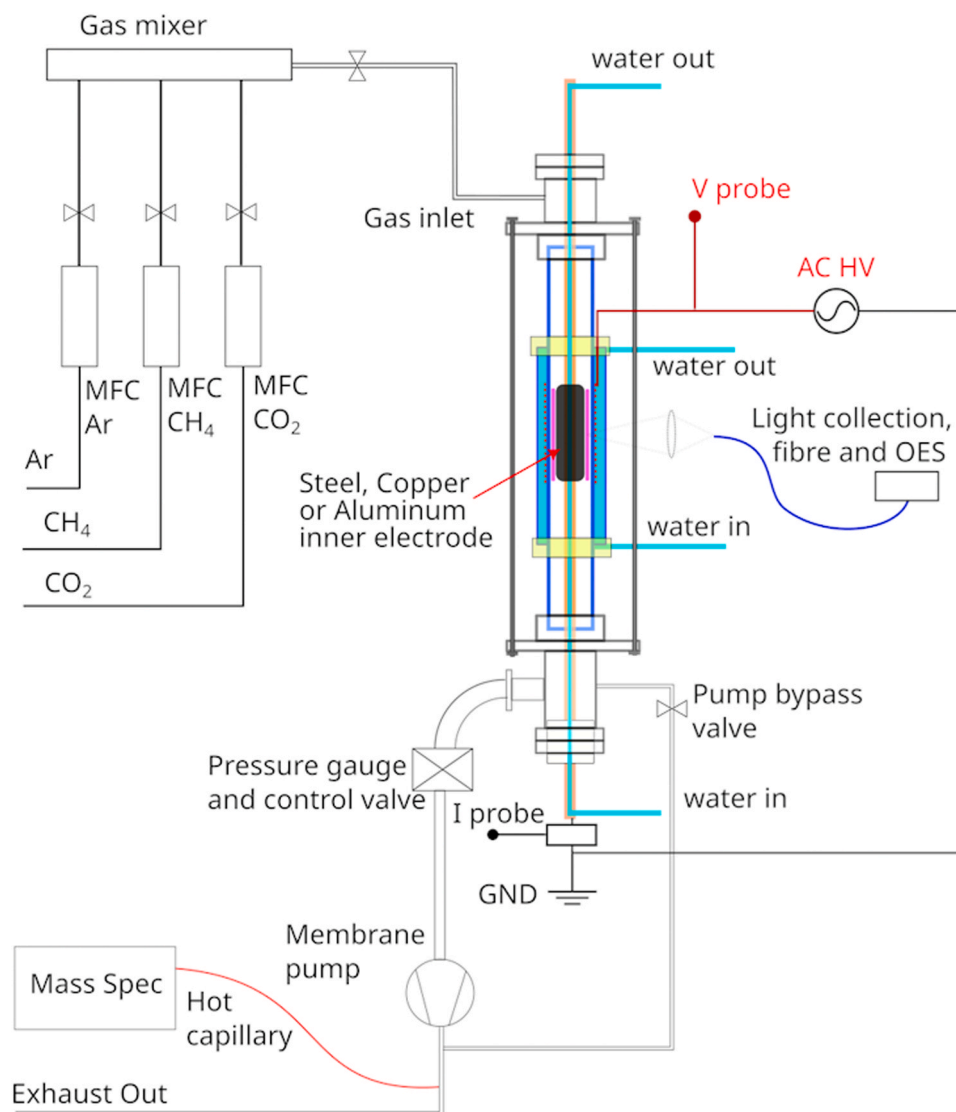 Gas mixer
water out
V probe
Gas inlet
AC HV
water out
MFC
Ar
MFC
CH₄
MFC
CO₂
Light collection,
fibre and OES
Ar
Steel, Copper
or Aluminum
inner electrode
CH₄
water in
CO₂
Pump bypass
valve
Pressure gauge
and control valve
water in
I probe
GND
Membrane
pump
Mass Spec
Hot
capillary
Exhaust Out